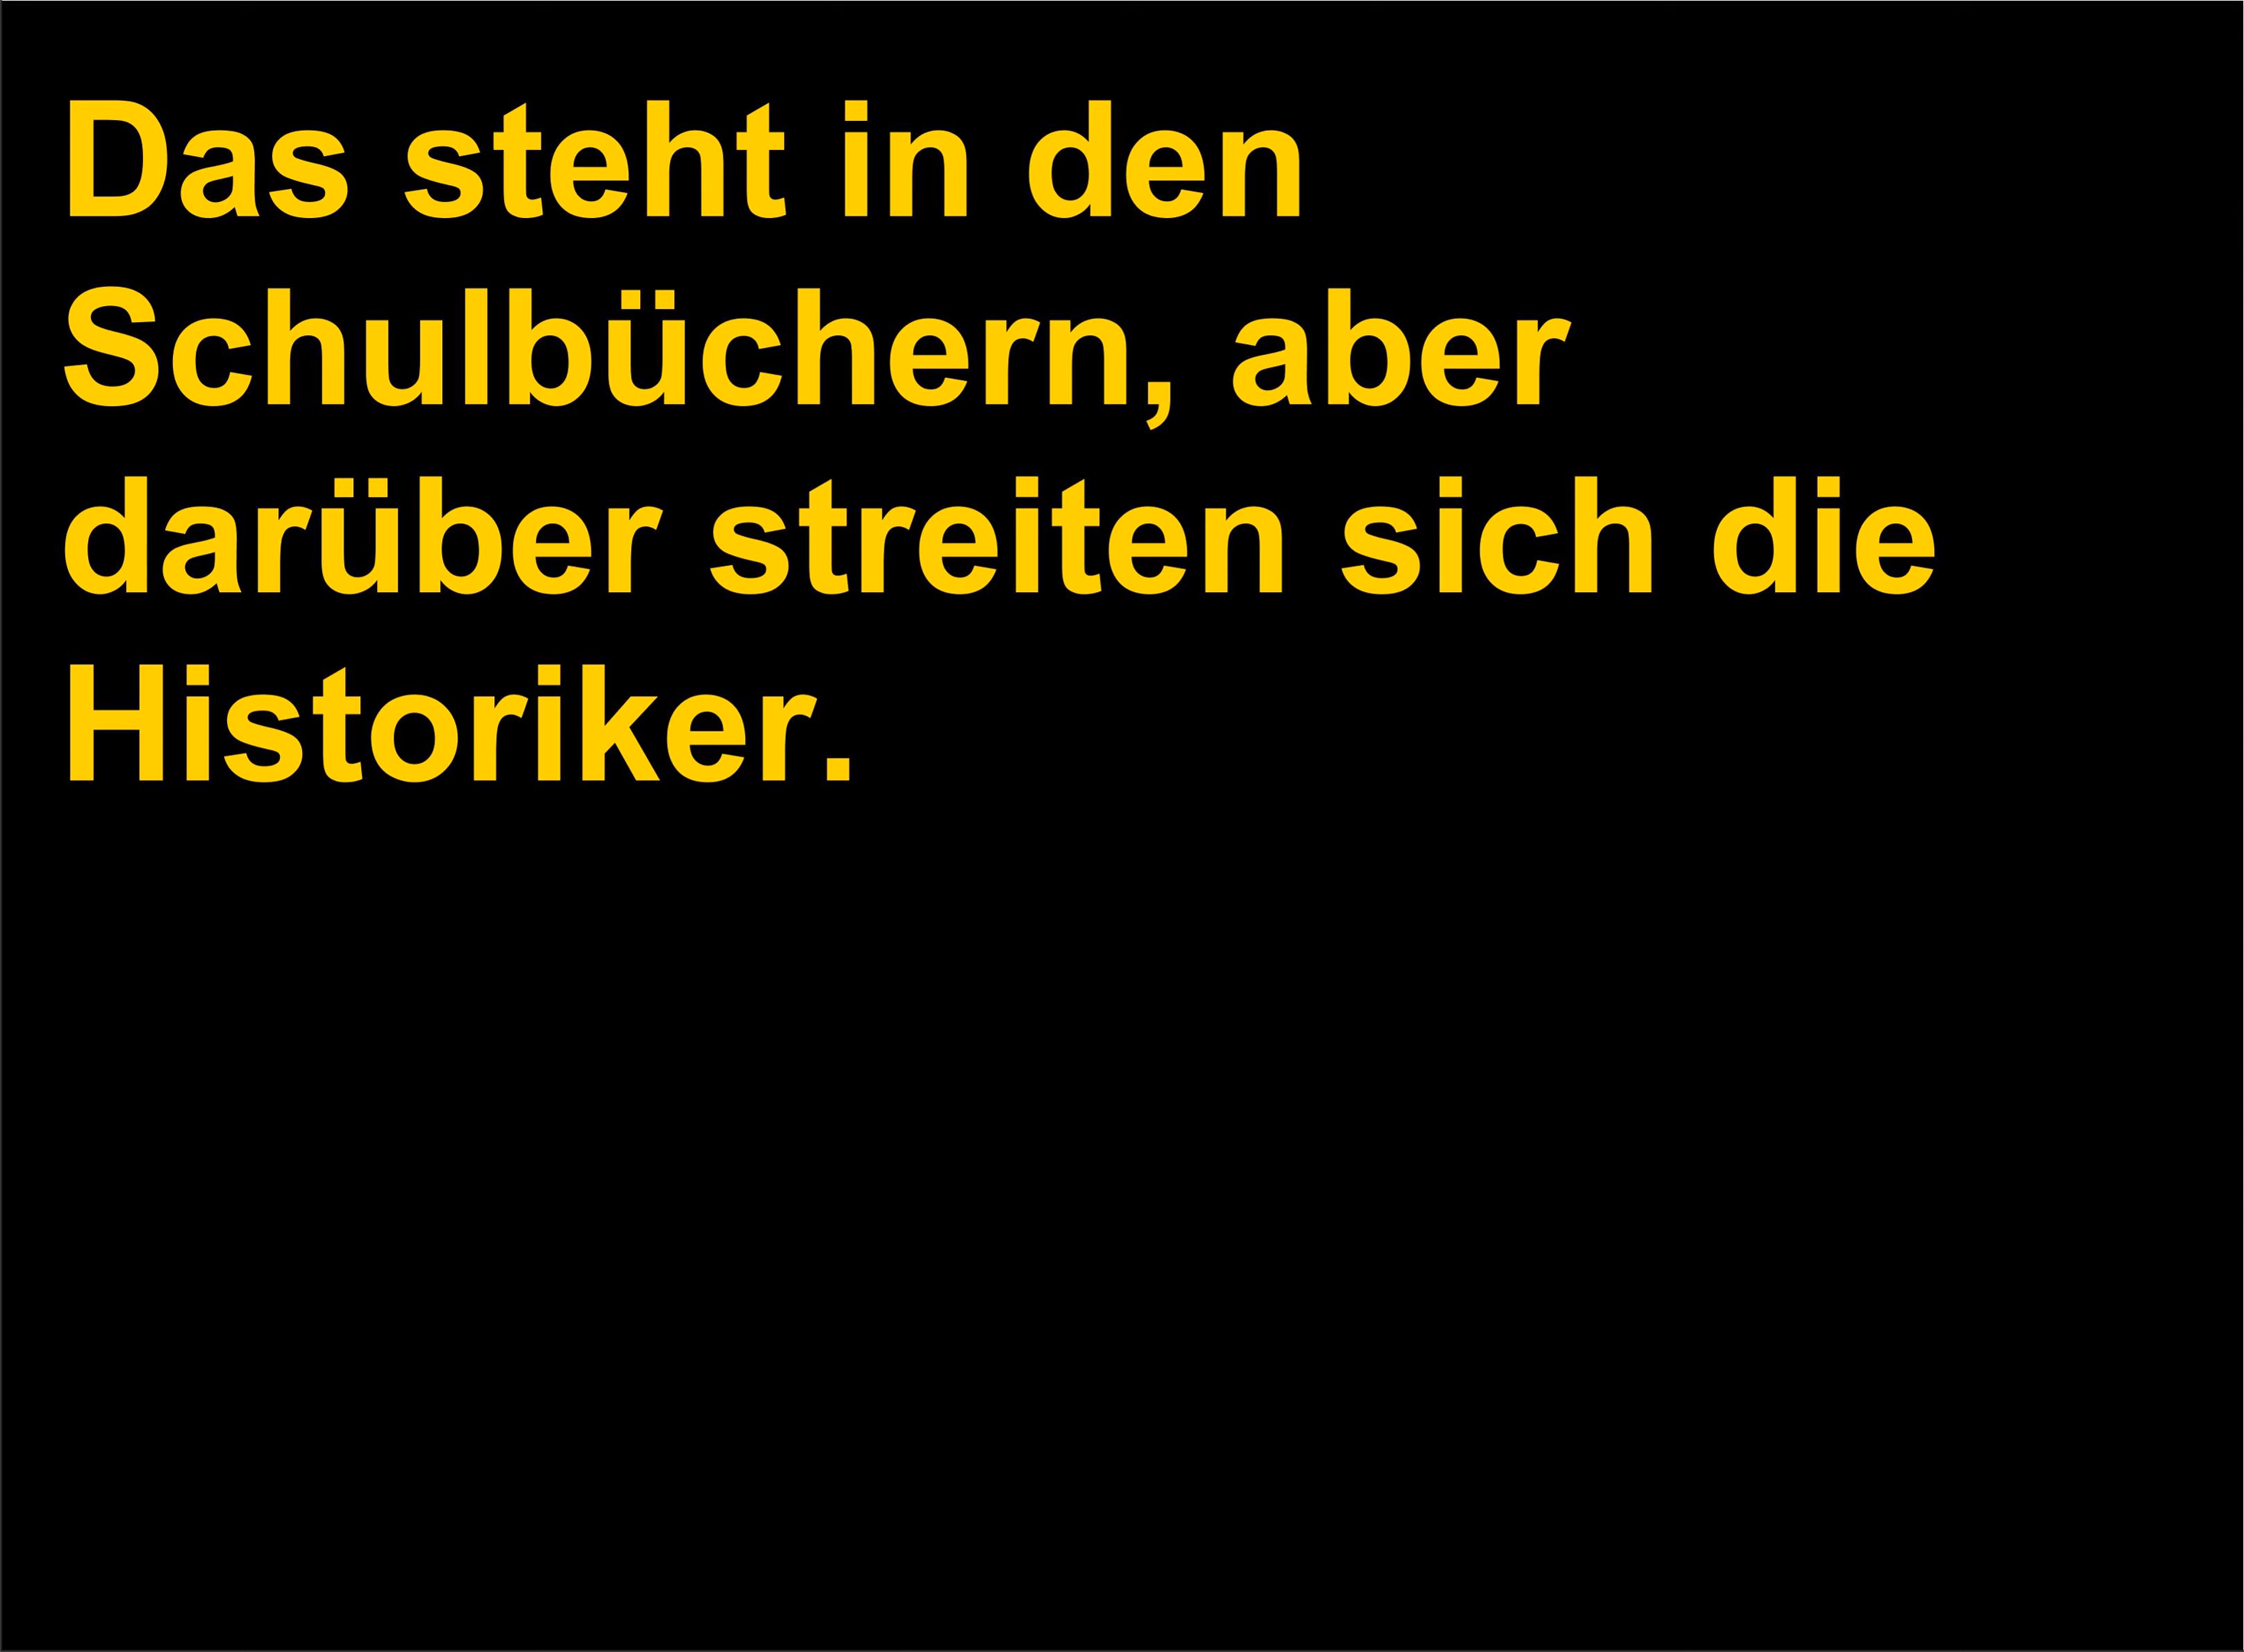 Das steht in den
Schulbüchern, aber
darüber streiten sich die
Historiker.